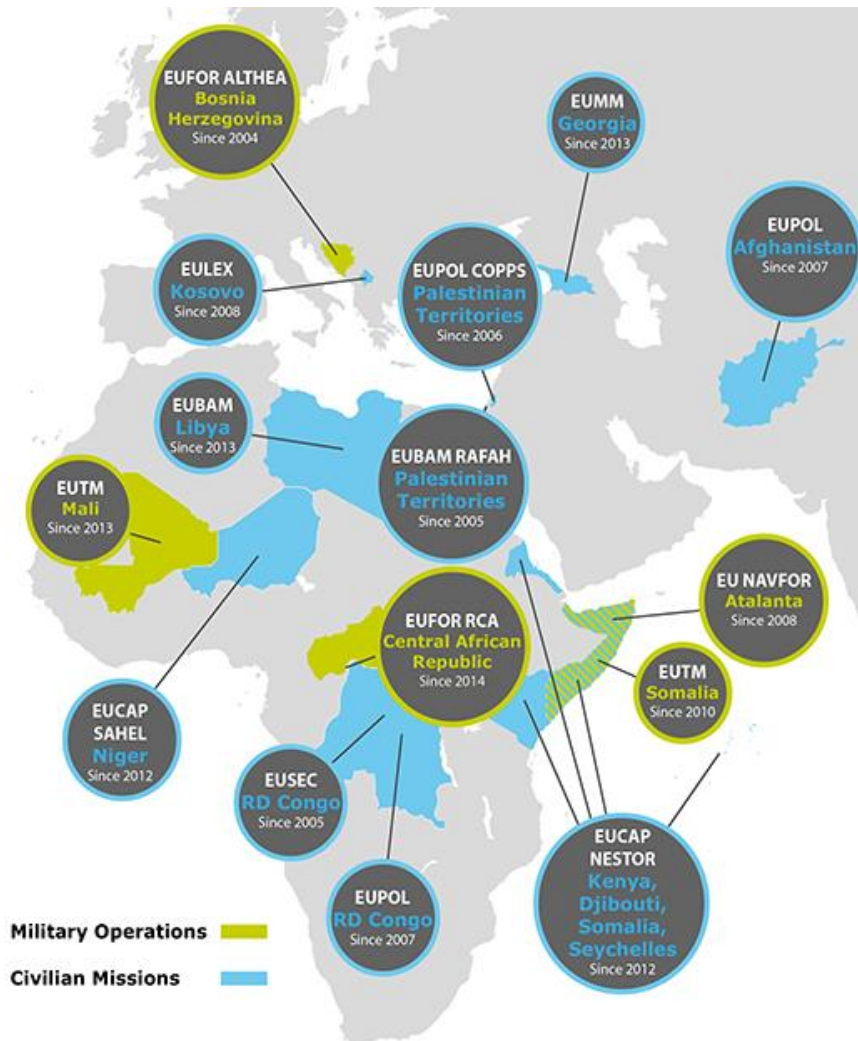 EUFOR ALTHEA
Bosnia
Herzegovina
Since 2004
EUMM
Georgia
Since 2013
EUPOL
Afghanistan
Since 2007
EULEX
Kosovo
Since 2008
EUPOL COPPS
Palestinian
Territories
Since 2006
EUBAM
Libya
Since 2013
EUBAM RAFAH
Palestinian
Territories
Since 2005
EUTM
Mali
Since 2013
EU NAVFOR
Atalanta
Since 2008
EUFOR RCA
Central African
Republic
Since 2014
EUTM
Somalia
Since 2010
EUCAP
SAHEL
Niger
Since 2012
EUSEC
RD Congo
Since 2005
EUCAP
NESTOR
Kenya,
Djibouti,
Somalia,
Seychelles
Since 2012
EUPOL
RD Congo
Since 2007
Military Operations
Civilian Missions